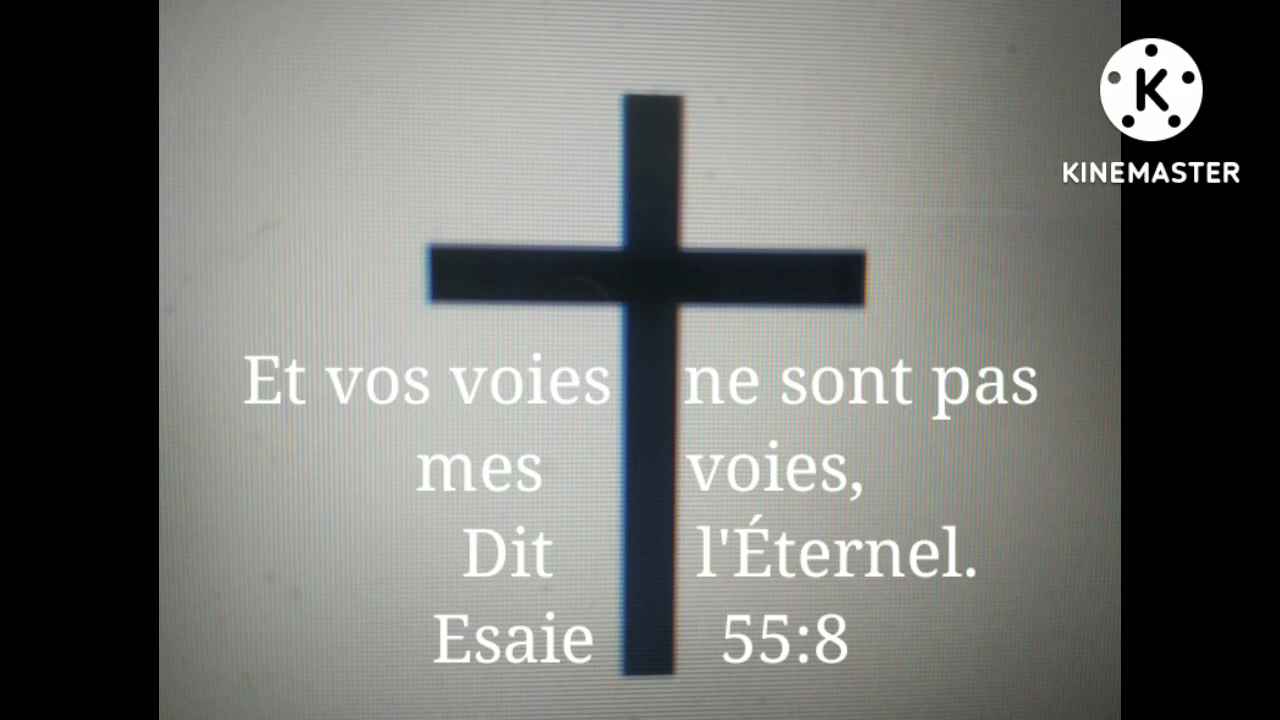 K
KINEMASTER
Et vos voies ne sont pas
mes voies,
Dit l'Éternel.
Esaie 55:8